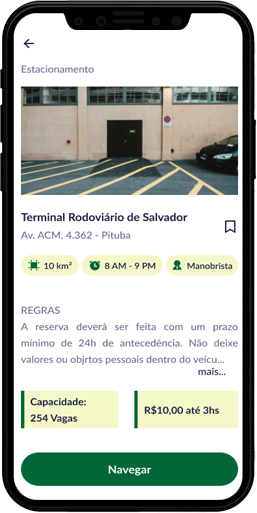 Estacionamento
Terminal Rodoviário de Salvador
Av. ACM, 4.362 - Pituba
10 km² 8 AM - 9 PM Manobrista
REGRAS
A reserva deverá ser feita com um prazo
mínimo de 24h de antecedência. Não deixe
valores ou objrtos pessoais dentro do veícu...
mais...
Capacidade:
254 Vagas
R$10,00 até 3hs
Navegar